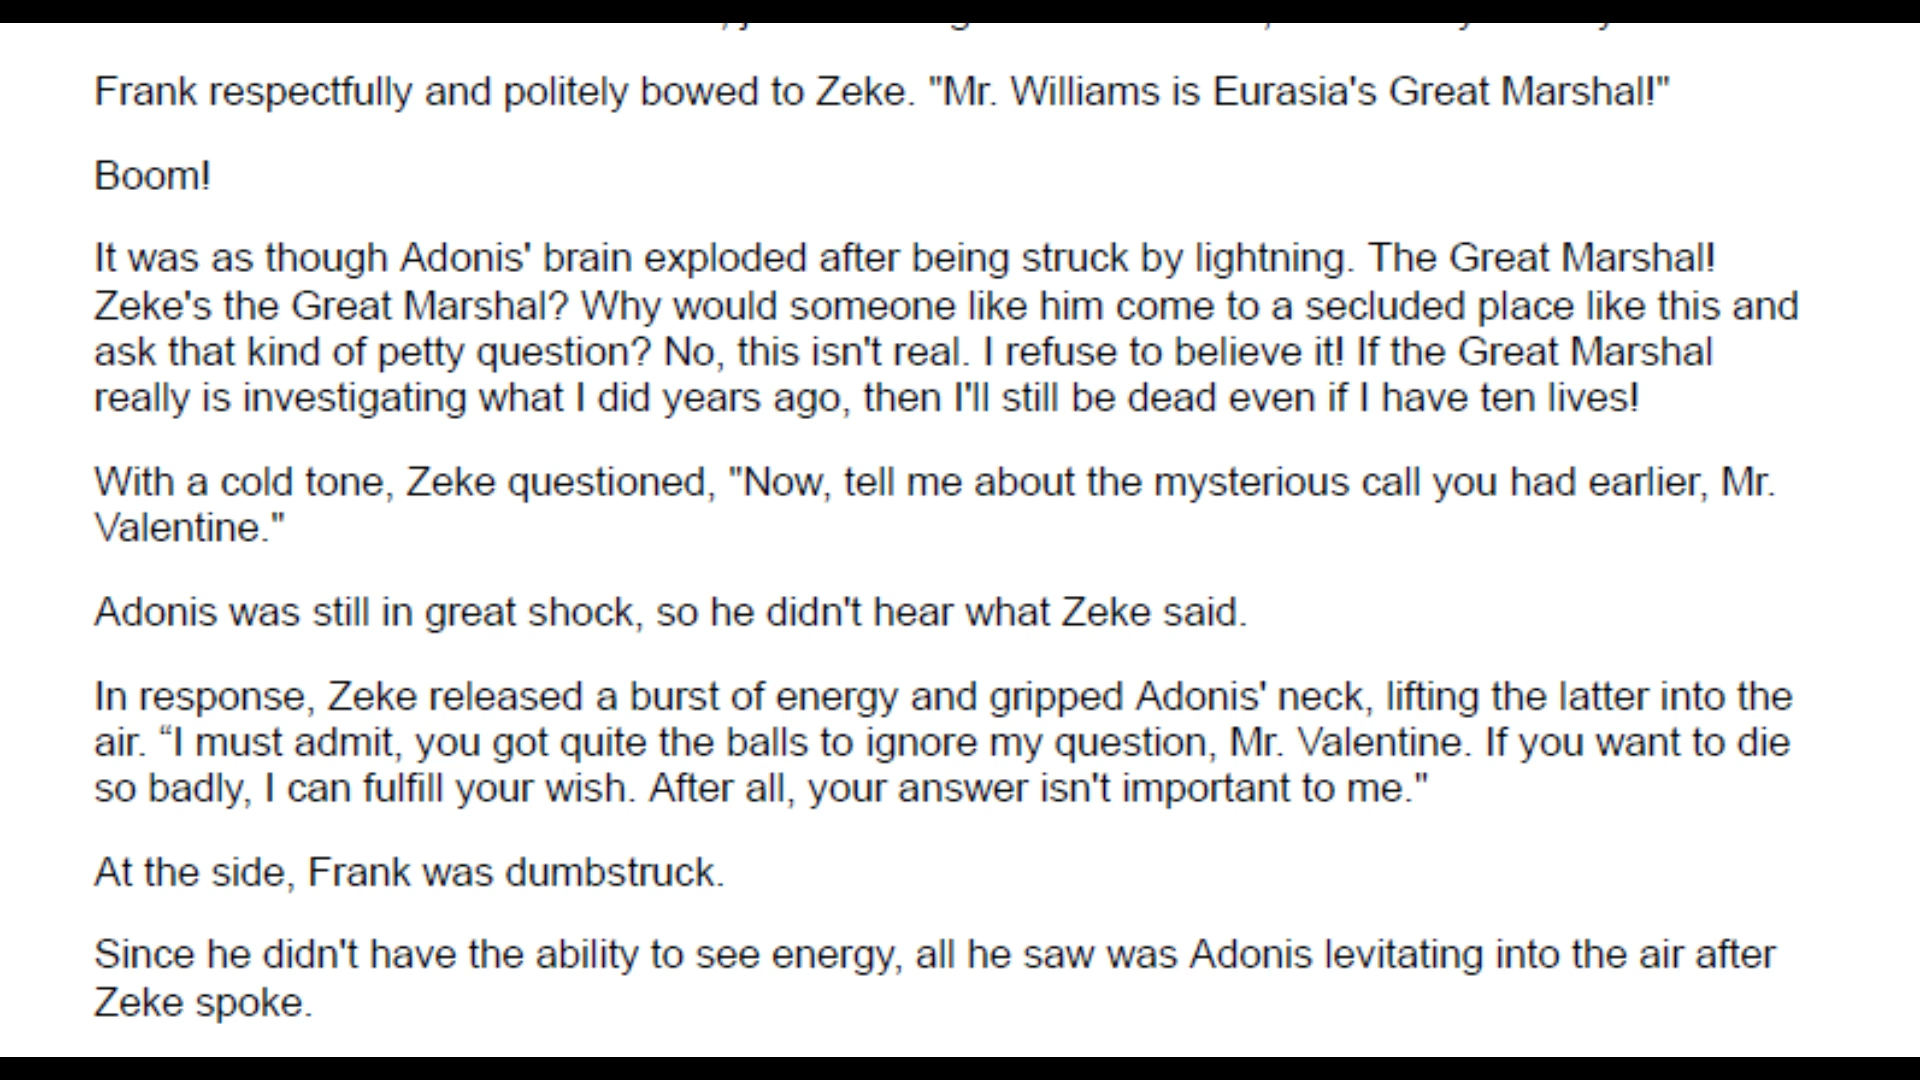 Frank respectfully and politely bowed to Zeke. "Mr. Williams is Eurasia's Great Marshal!"
Boom!
It was as though Adonis' brain exploded after being struck by lightning. The Great Marshal!
Zeke's the Great Marshal? Why would someone like him come to a secluded place like this and
ask that kind of petty question? No, this isn't real. I refuse to believe it! If the Great Marshal
really is investigating what I did years ago, then I'll still be dead even if I have ten lives!
With a cold tone, Zeke questioned, "Now, tell me about the mysterious call you had earlier, Mr.
Valentine."
Adonis was still in great shock, so he didn't hear what Zeke said.
In response, Zeke released a burst of energy and gripped Adonis' neck, lifting the latter into the
air. “I must admit, you got quite the balls to ignore my question, Mr. Valentine. If you want to die
so badly, I can fulfill your wish. After all, your answer isn't important to me."
At the side, Frank was dumbstruck.
Since he didn't have the ability to see energy, all he saw was Adonis levitating into the air after
Zeke spoke.